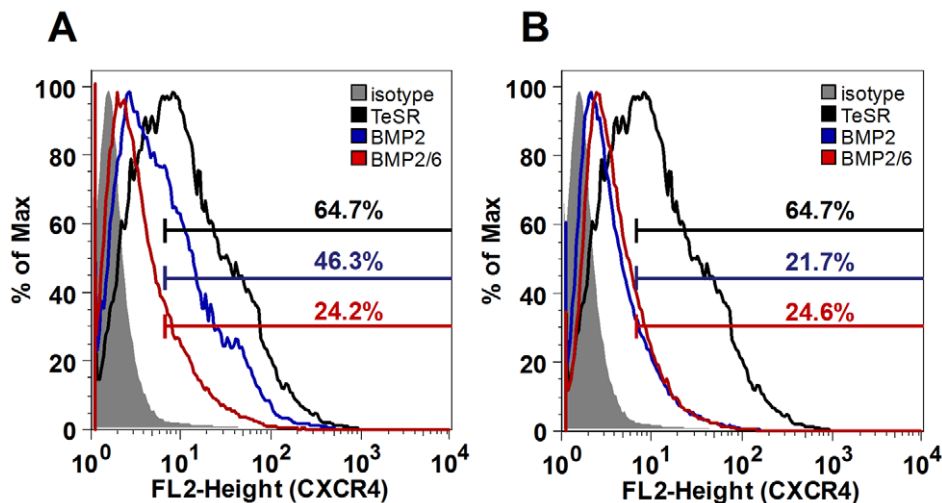 A
100
80
60
40
20
0
% of Max
isotype
TeSR
BMP2
BMP2/6
64.7%
46.3%
24.2%
10^0
10^1
10^2
10^3
10^4
FL2-Height (CXCR4)
B
100
80
60
40
20
0
% of Max
isotype
TeSR
BMP2
BMP2/6
64.7%
21.7%
24.6%
10^0
10^1
10^2
10^3
10^4
FL2-Height (CXCR4)